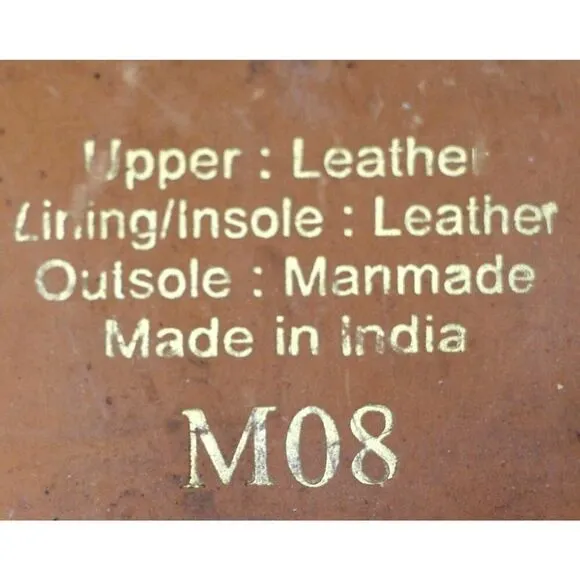 Upper : Leather
Lining/Insole : Leather
Outsole : Manmade
Made in India
M08